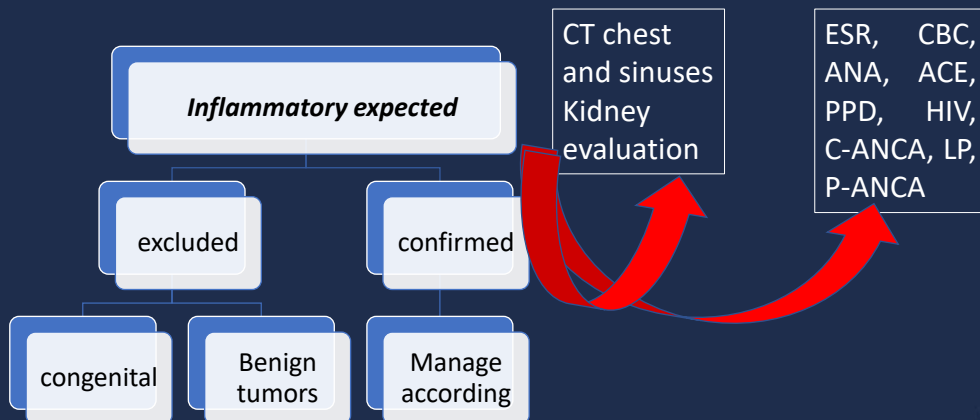 Inflammatory expected
excluded
confirmed
congenital
Benign
tumors
Manage
according
CT chest
and sinuses
Kidney
evaluation
ESR, CBC,
ANA, ACE,
PPD, HIV,
C-ANCA, LP,
P-ANCA